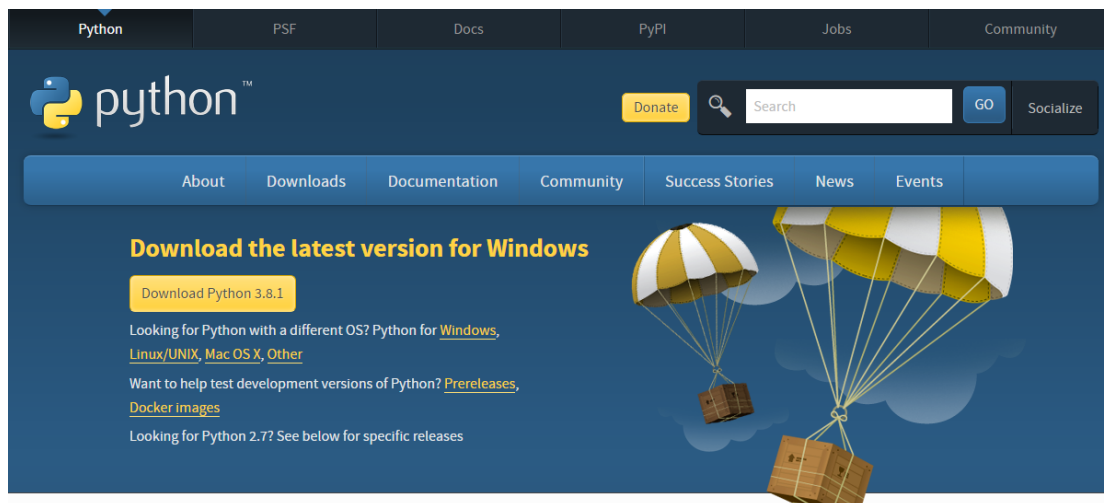 Python PSF Docs PyPI Jobs Community
python™
Donate Search GO Socialize
About Downloads Documentation Community Success Stories News Events
Download the latest version for Windows
Download Python 3.8.1
Looking for Python with a different OS? Python for Windows,
Linux/UNIX, Mac OS X, Other
Want to help test development versions of Python? Prereleases,
Docker images
Looking for Python 2.7? See below for specific releases